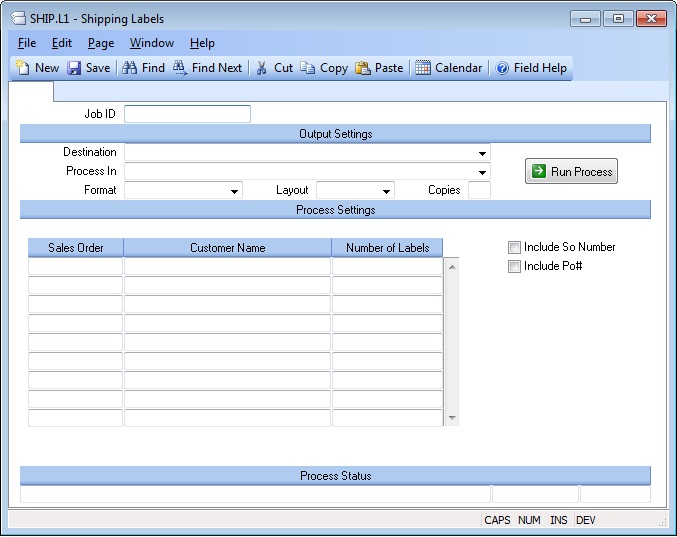 SHIP.L1 - Shipping Labels
File Edit Page Window Help
New Save Find Find Next Cut Copy Paste Calendar Field Help
Job ID
Output Settings
Destination
Process In
Run Process
Format Layout Copies
Process Settings
Sales Order Customer Name Number of Labels
Include So Number
Include Po#
Process Status
CAPS NUM INS DEV